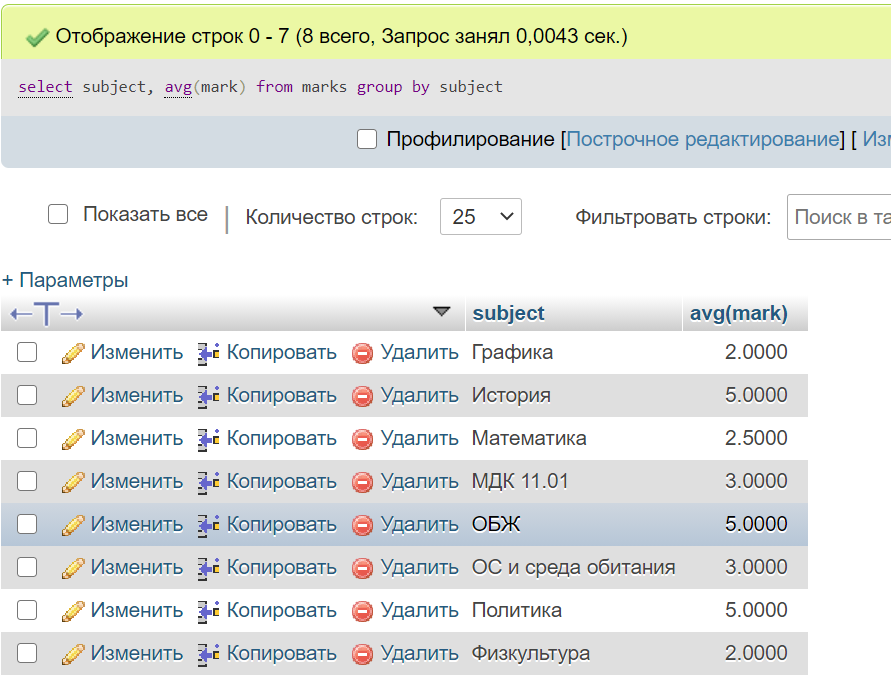 Отображение строк 0 - 7 (8 всего, Запрос занял 0,0043 сек.)
select subject, avg(mark) from marks group by subject
Профилирование [Построчное редактирование] [
Показать все | Количество строк: 25 Фильтровать строки: Поиск в
+ Параметры
subject avg(mark)
Изменить Копировать Удалить Графика 2.0000
Изменить Копировать Удалить История 5.0000
Изменить Копировать Удалить Математика 2.5000
Изменить Копировать Удалить МДК 11.01 3.0000
Изменить Копировать Удалить ОБЖ 5.0000
Изменить Копировать Удалить ОС и среда обитания 3.0000
Изменить Копировать Удалить Политика 5.0000
Изменить Копировать Удалить Физкультура 2.0000